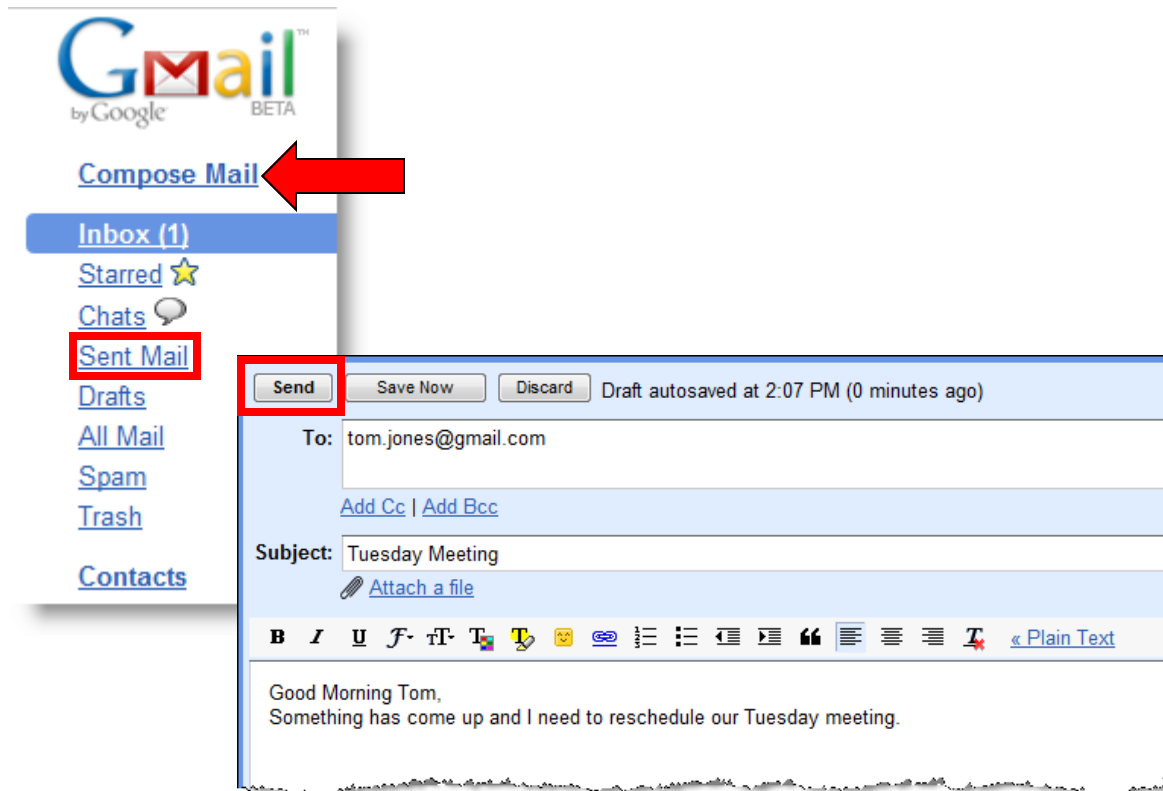 Gmail™
by Google BETA
Compose Mail
Inbox (1)
Starred
Chats
Sent Mail
Drafts
All Mail
Spam
Trash
Contacts
Send Save Now Discard Draft autosaved at 2:07 PM (0 minutes ago)
To: tom.jones@gmail.com
Add Cc | Add Bcc
Subject: Tuesday Meeting
Attach a file
B I U F TT T T « Plain Text
Good Morning Tom,
Something has come up and I need to reschedule our Tuesday meeting.